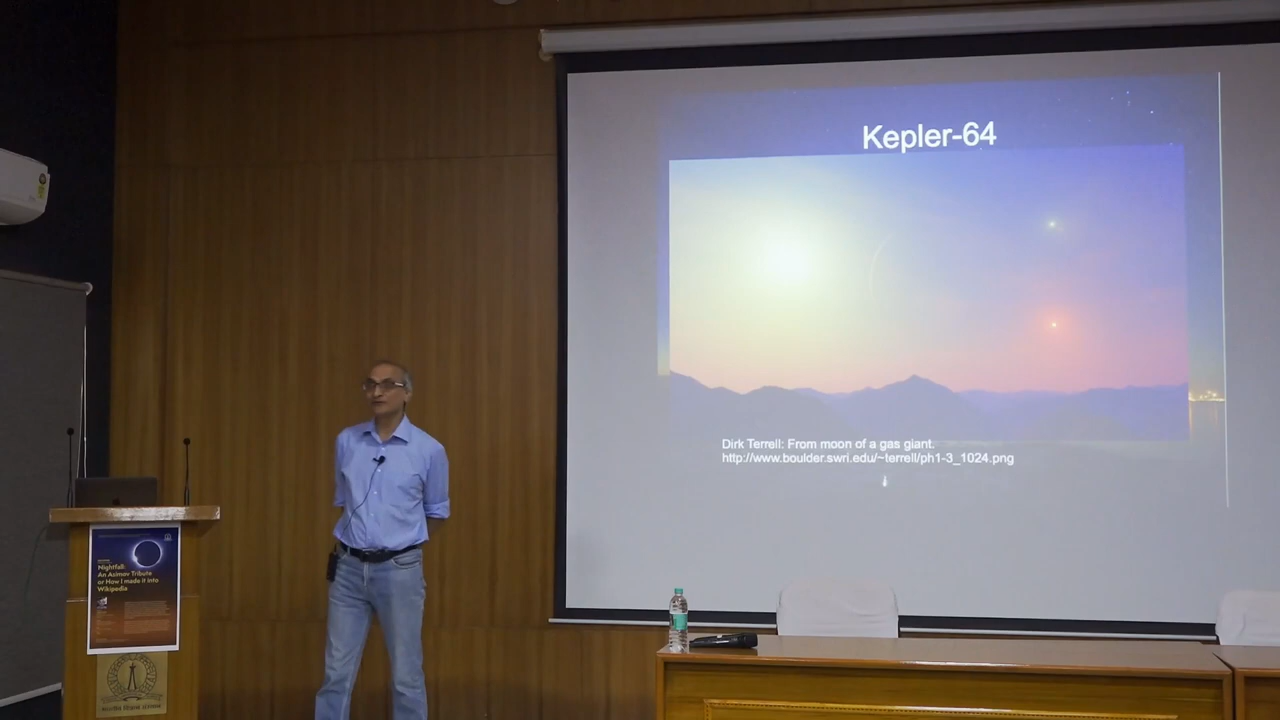 Kepler-64
Dirk Terrell: From moon of a gas giant.
http://www.boulder.swri.edu/~terrell/ph1-3_1024.png
Nightfall:
An Asimov Tribute
or How I made it into
Wikipedia